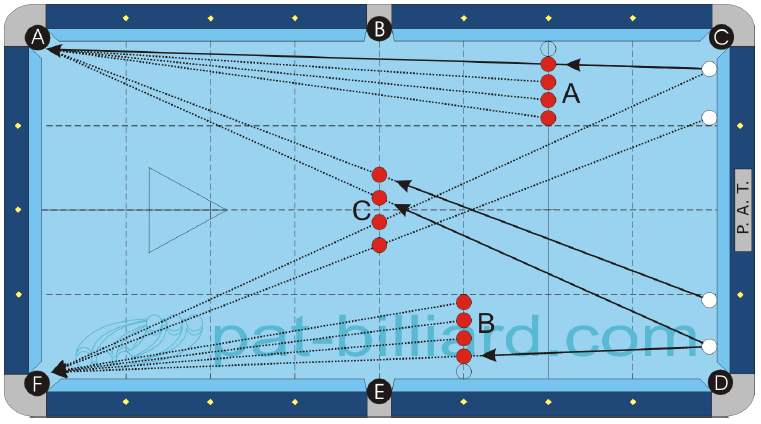 A B C
A
C
P. A. T.
B
pat-billiard.com
F E D